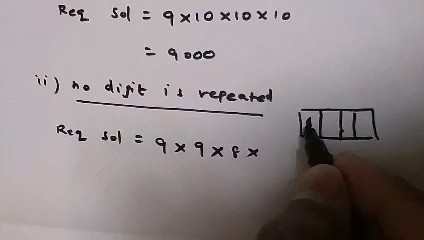 Req sol = 9×10×10×10
= 9000
ii) no digit is repeated
Req sol = 9 × 9 × 8 ×